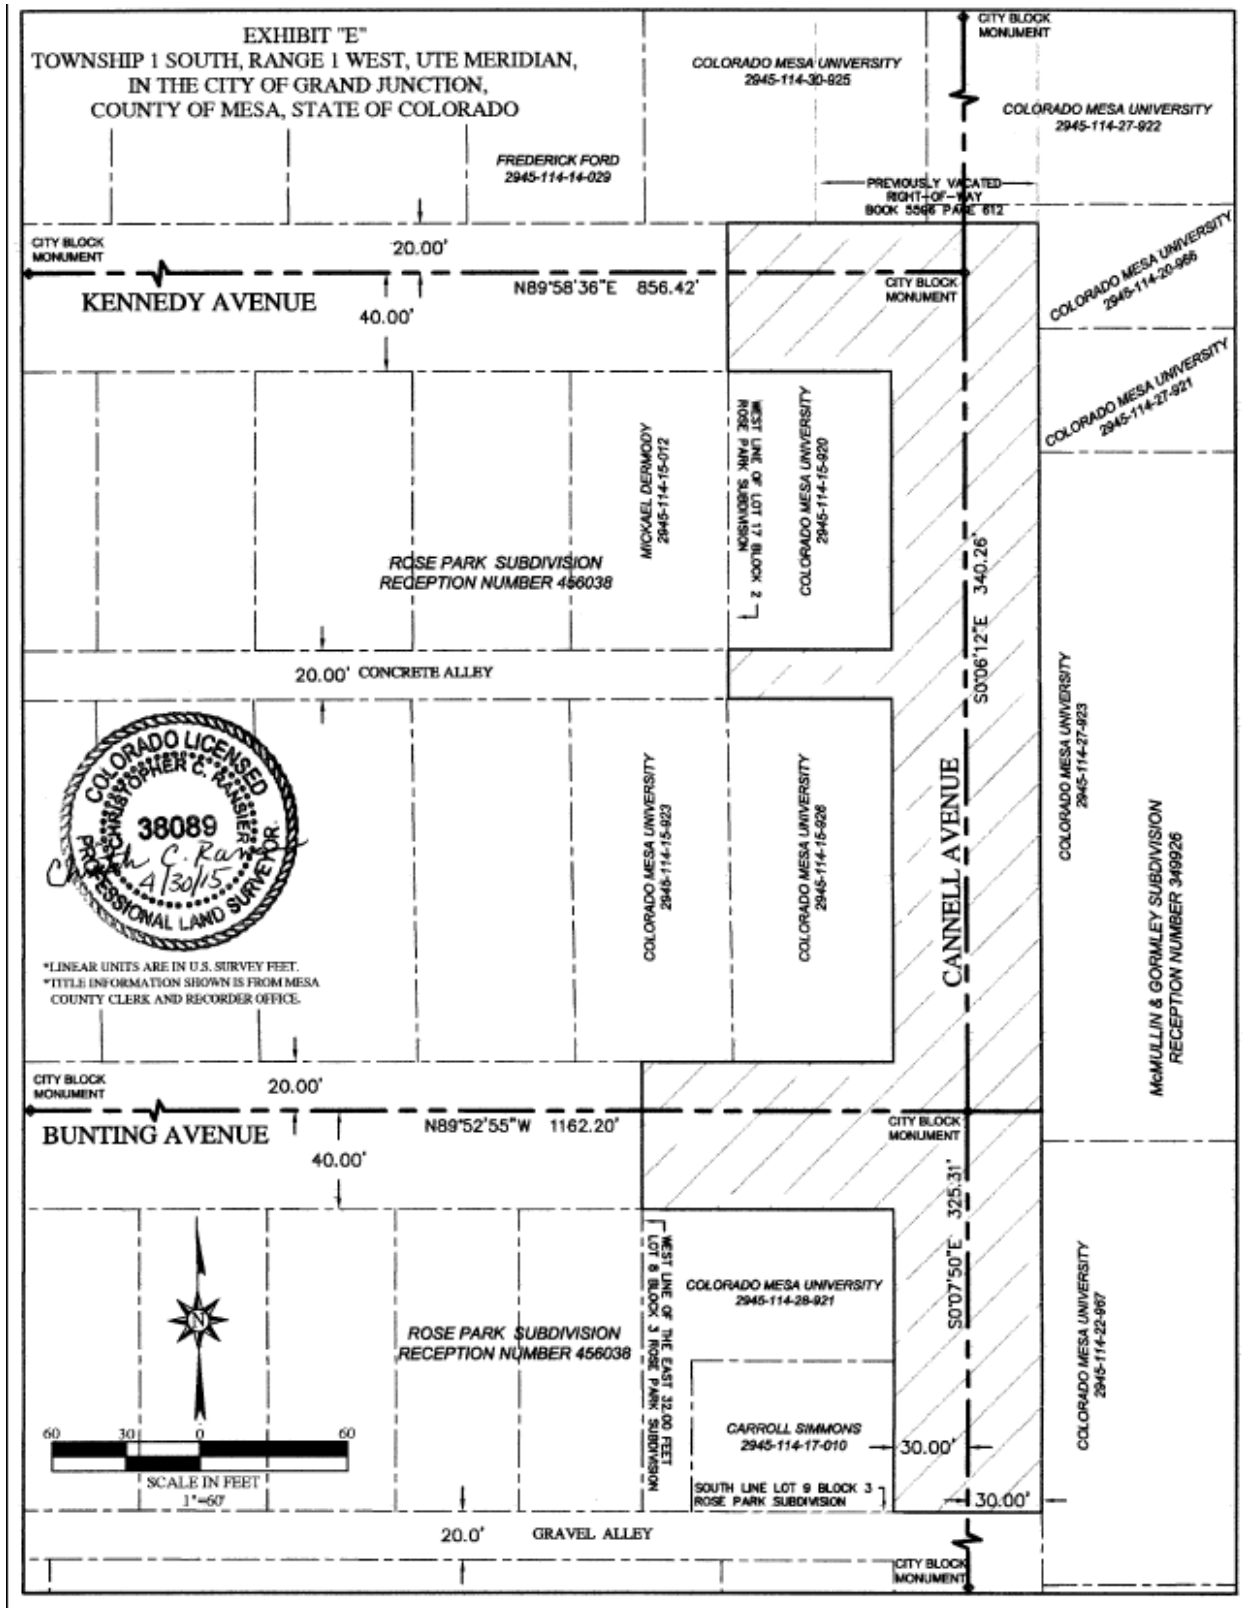 EXHIBIT "E"
TOWNSHIP 1 SOUTH, RANGE 1 WEST, UTE MERIDIAN,
IN THE CITY OF GRAND JUNCTION,
COUNTY OF MESA, STATE OF COLORADO
CITY BLOCK
MONUMENT
COLORADO MESA UNIVERSITY
2945-114-30-925
COLORADO MESA UNIVERSITY
2945-114-27-922
FREDERICK FORD
2945-114-14-029
PREVIOUSLY VACATED
RIGHT-OF-WAY
BOOK 5596 PAGE 612
CITY BLOCK
MONUMENT
20.00'
N89°58'36"E 856.42'
CITY BLOCK
MONUMENT
KENNEDY AVENUE
40.00'
COLORADO MESA UNIVERSITY
2945-114-20-966
COLORADO MESA UNIVERSITY
2945-114-27-921
MICKAEL DERMODY
2945-114-15-012
WEST LINE OF LOT 17 BLOCK 2
ROSE PARK SUBDIVISION
COLORADO MESA UNIVERSITY
2945-114-15-920
ROSE PARK SUBDIVISION
RECEPTION NUMBER 456038
S0°06'12"E 340.26'
20.00' CONCRETE ALLEY
COLORADO LICENSED
CHRISTOPHER C. RANSIER
38089
4/30/15
PROFESSIONAL LAND SURVEYOR
COLORADO MESA UNIVERSITY
2945-114-15-923
COLORADO MESA UNIVERSITY
2945-114-15-926
CANNELL AVENUE
COLORADO MESA UNIVERSITY
2945-114-27-923
McMULLIN & GORMLEY SUBDIVISION
RECEPTION NUMBER 349926
*LINEAR UNITS ARE IN U.S. SURVEY FEET.
*TITLE INFORMATION SHOWN IS FROM MESA
COUNTY CLERK AND RECORDER OFFICE.
CITY BLOCK
MONUMENT
20.00'
N89°52'55"W 1162.20'
CITY BLOCK
MONUMENT
BUNTING AVENUE
40.00'
S0°07'50"E 325.31'
WEST LINE OF THE EAST 32.00 FEET
LOT 8 BLOCK 3 ROSE PARK SUBDIVISION
COLORADO MESA UNIVERSITY
2945-114-28-921
N
ROSE PARK SUBDIVISION
RECEPTION NUMBER 456038
COLORADO MESA UNIVERSITY
2945-114-22-967
CARROLL SIMMONS
2945-114-17-010
30.00'
60 30 0 60
SCALE IN FEET
1"=60'
SOUTH LINE LOT 9 BLOCK 3
ROSE PARK SUBDIVISION
30.00'
20.0' GRAVEL ALLEY
CITY BLOCK
MONUMENT